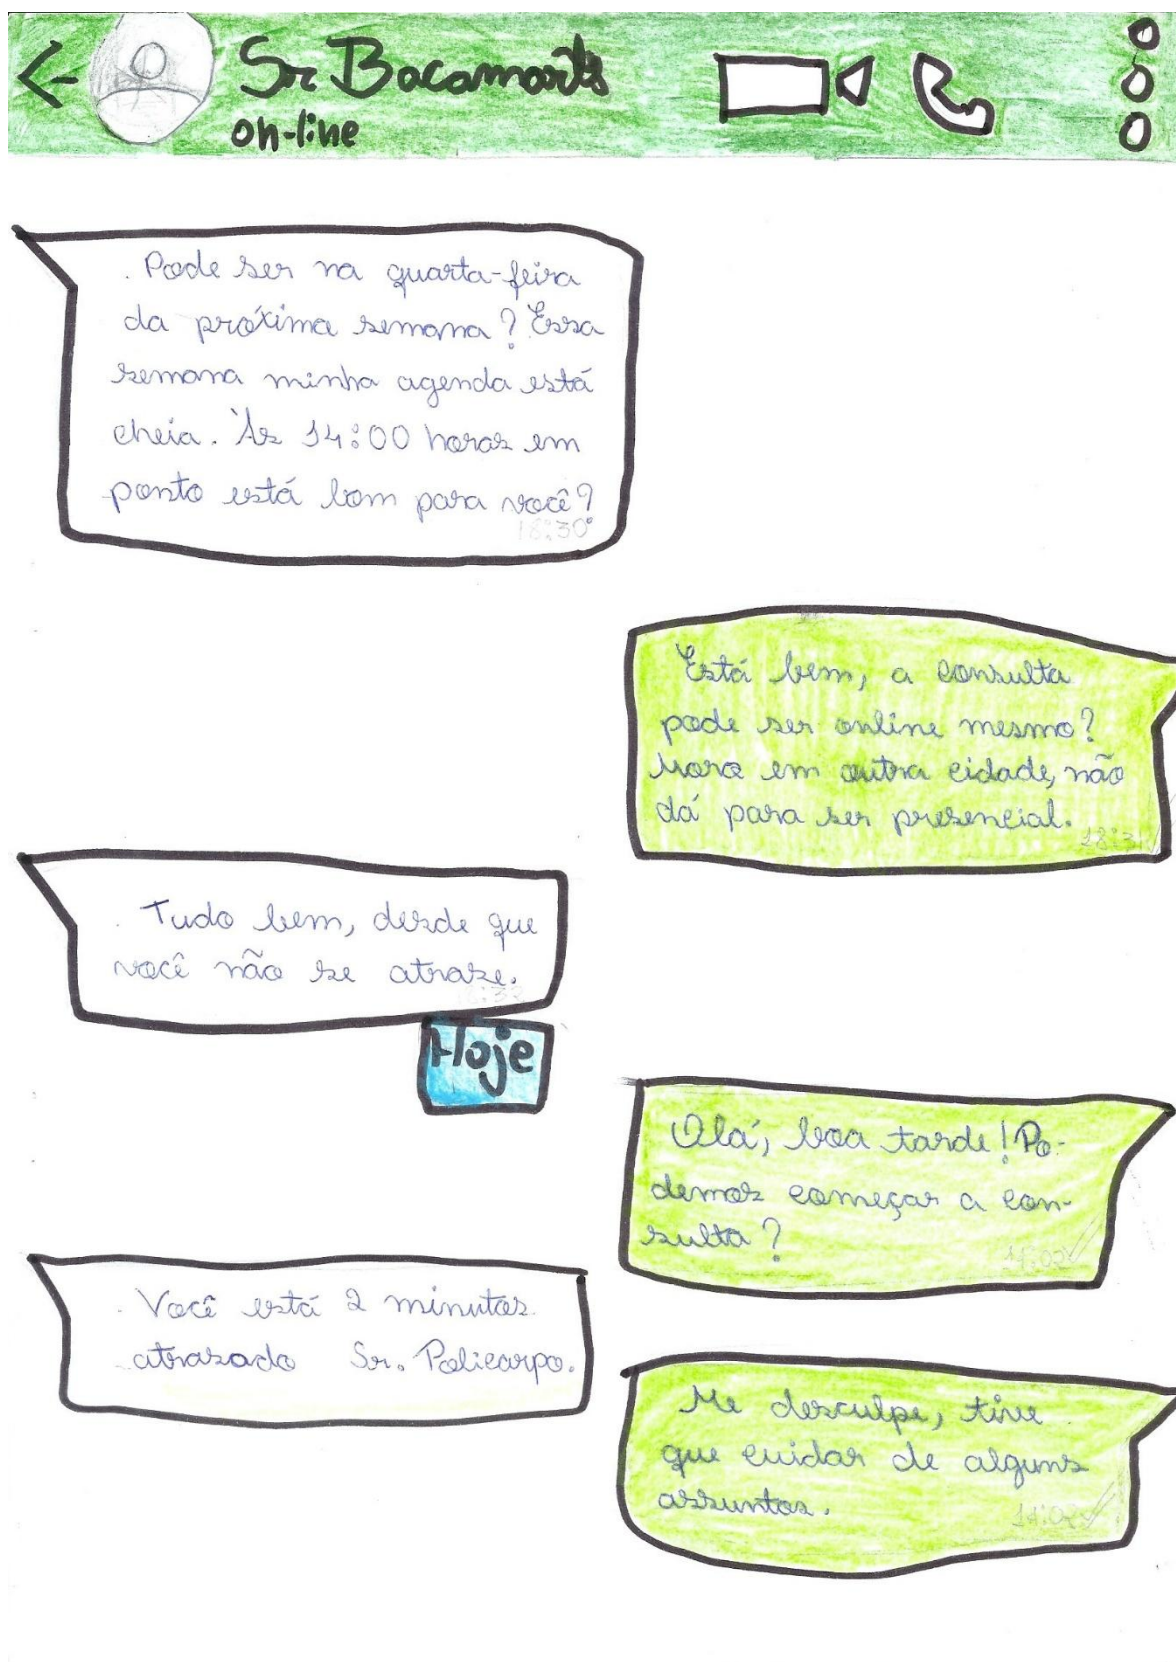 Sr Bacamarte
on-line
. Pode ser na quarta-feira
da próxima semana? Essa
semana minha agenda está
cheia. Às 14:00 horas em
ponto está bom para você?
18:30
Está bem, a consulta
pode ser online mesmo?
Moro em outra cidade, não
dá para ser presencial.
18:31
. Tudo bem, desde que
você não se atrase.
18:32
Hoje
Olá, boa tarde! Po-
demos começar a con-
sulta?
14:02
. Você está 2 minutos
atrasado Sr. Policarpo.
Me desculpe, tive
que cuidar de alguns
assuntos.
14:02